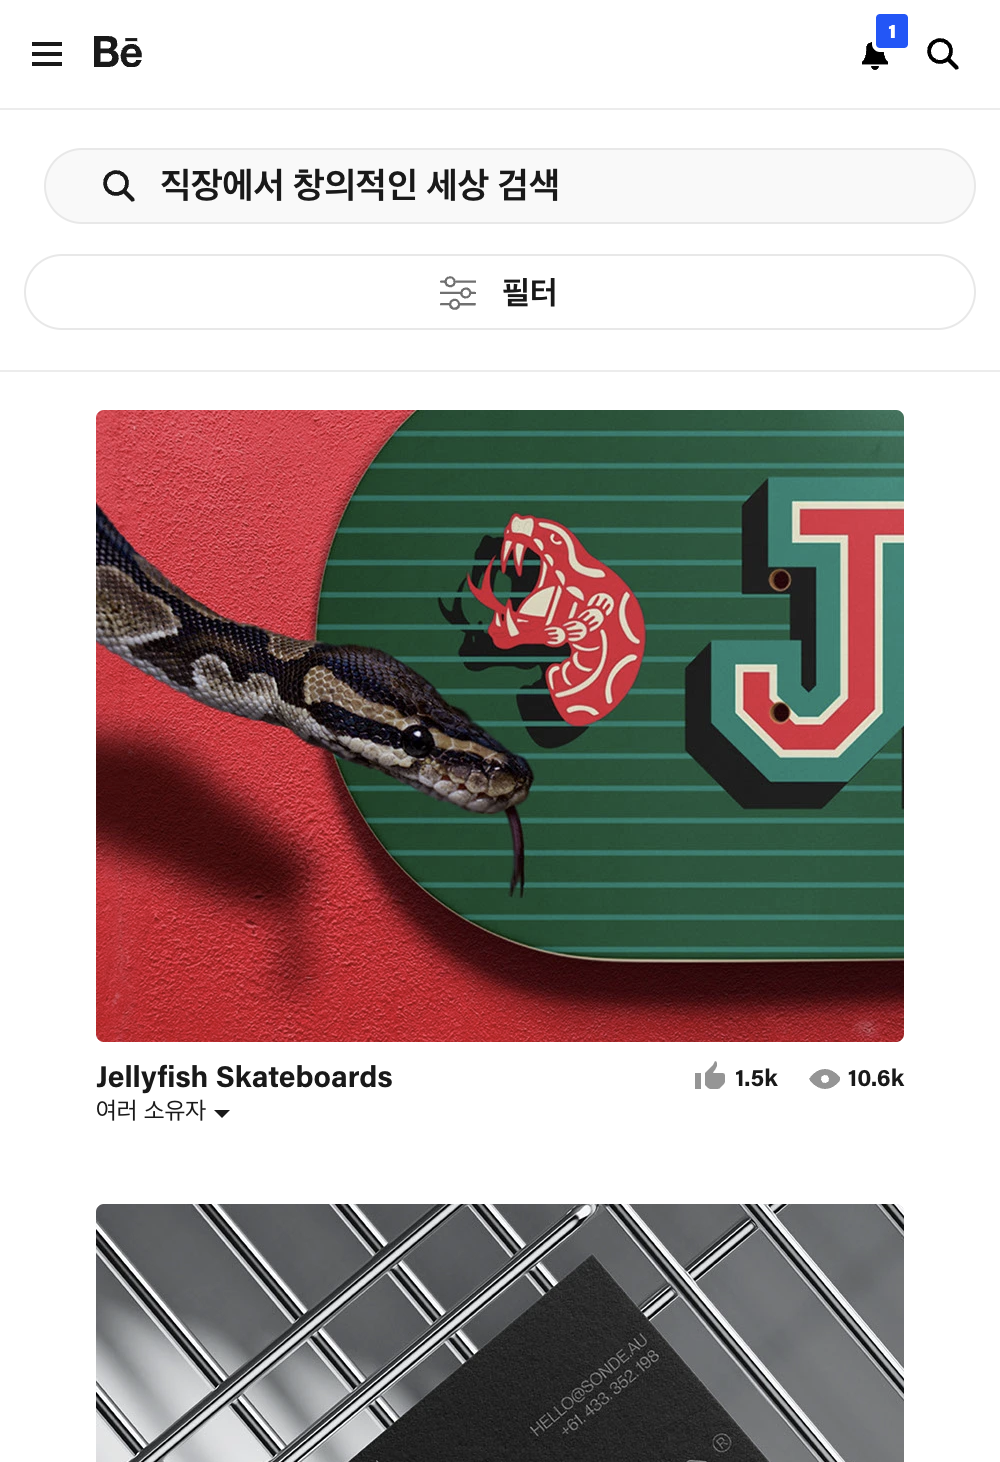 Bē
1
직장에서 창의적인 세상 검색
필터
J
Jellyfish Skateboards
1.5k
10.6k
여러 소유자
HELLO@SONDE.AU
+61.433. 352.198
®